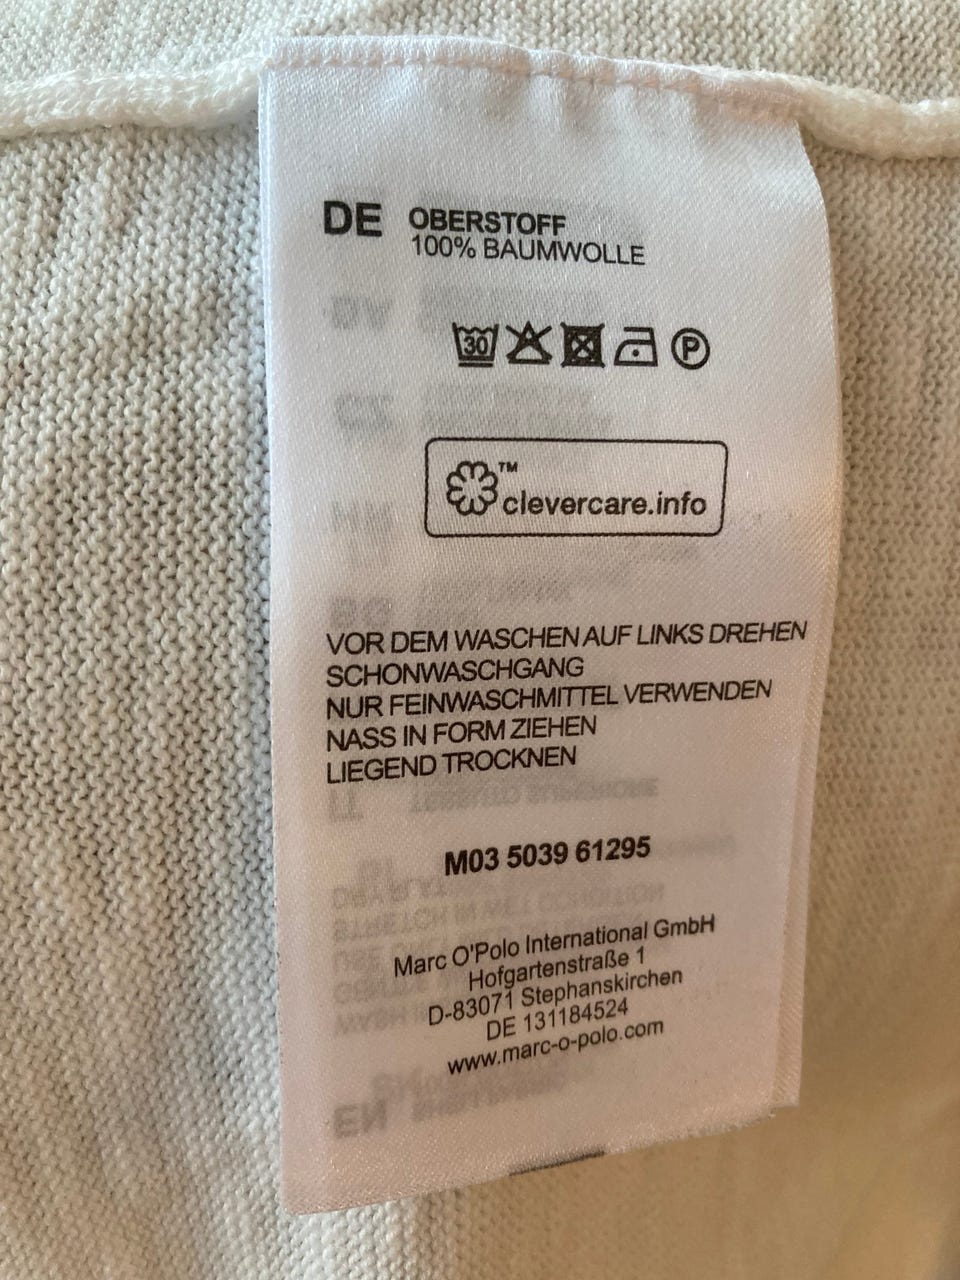 DE OBERSTOFF
100% BAUMWOLLE
30 P
™
clevercare.info
VOR DEM WASCHEN AUF LINKS DREHEN
SCHONWASCHGANG
NUR FEINWASCHMITTEL VERWENDEN
NASS IN FORM ZIEHEN
LIEGEND TROCKNEN
M03 5039 61295
Marc O'Polo International GmbH
Hofgartenstraße 1
D-83071 Stephanskirchen
DE 131184524
www.marc-o-polo.com